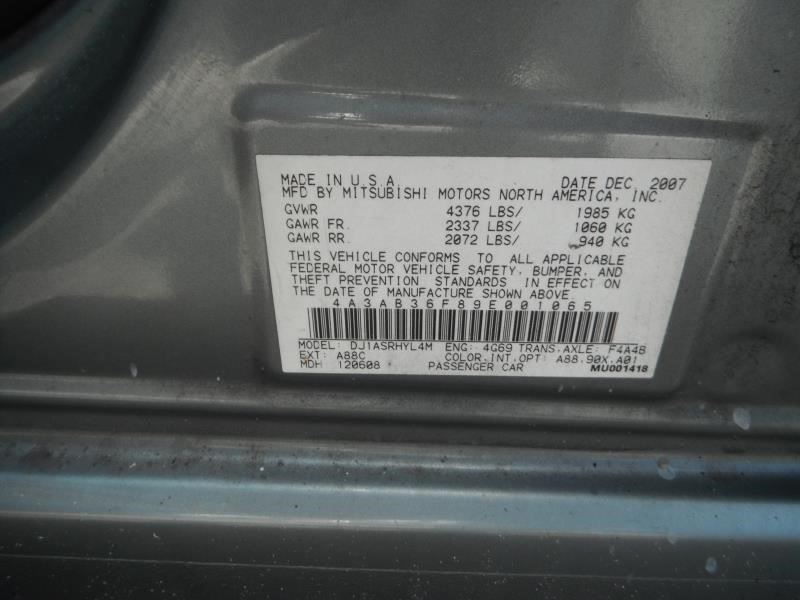 MADE IN U.S.A. DATE DEC 2007
MFD BY MITSUBISHI MOTORS NORTH AMERICA, INC.
GVWR 4376 LBS/ 1985 KG
GAWR FR. 2337 LBS/ 1060 KG
GAWR RR. 2072 LBS/ 940 KG
THIS VEHICLE CONFORMS TO ALL APPLICABLE
FEDERAL MOTOR VEHICLE SAFETY, BUMPER, AND
THEFT PREVENTION STANDARDS IN EFFECT ON
THE DATE OF MANUFACTURE SHOWN ABOVE.
4A3AB36F89E001065
MODEL: DJ1ASRHYL4M ENG: 4G69 TRANS,AXLE: F4A4B
EXT: A88C COLOR,INT,OPT: A88,90X,A01
MDH 120608 PASSENGER CAR MU001418